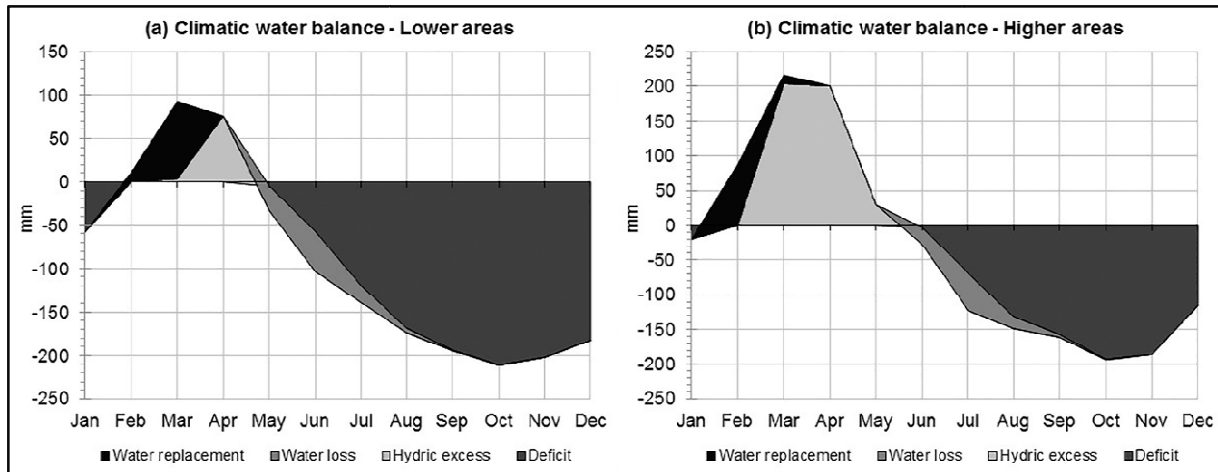 (a) Climatic water balance - Lower areas
150
100
50
0
-50
-100
-150
-200
-250
mm
Jan Feb Mar Apr May Jun Jul Aug Sep Oct Nov Dec
Water replacement Water loss Hydric excess Deficit
(b) Climatic water balance - Higher areas
250
200
150
100
50
0
-50
-100
-150
-200
-250
mm
Jan Feb Mar Apr May Jun Jul Aug Sep Oct Nov Dec
Water replacement Water loss Hydric excess Deficit